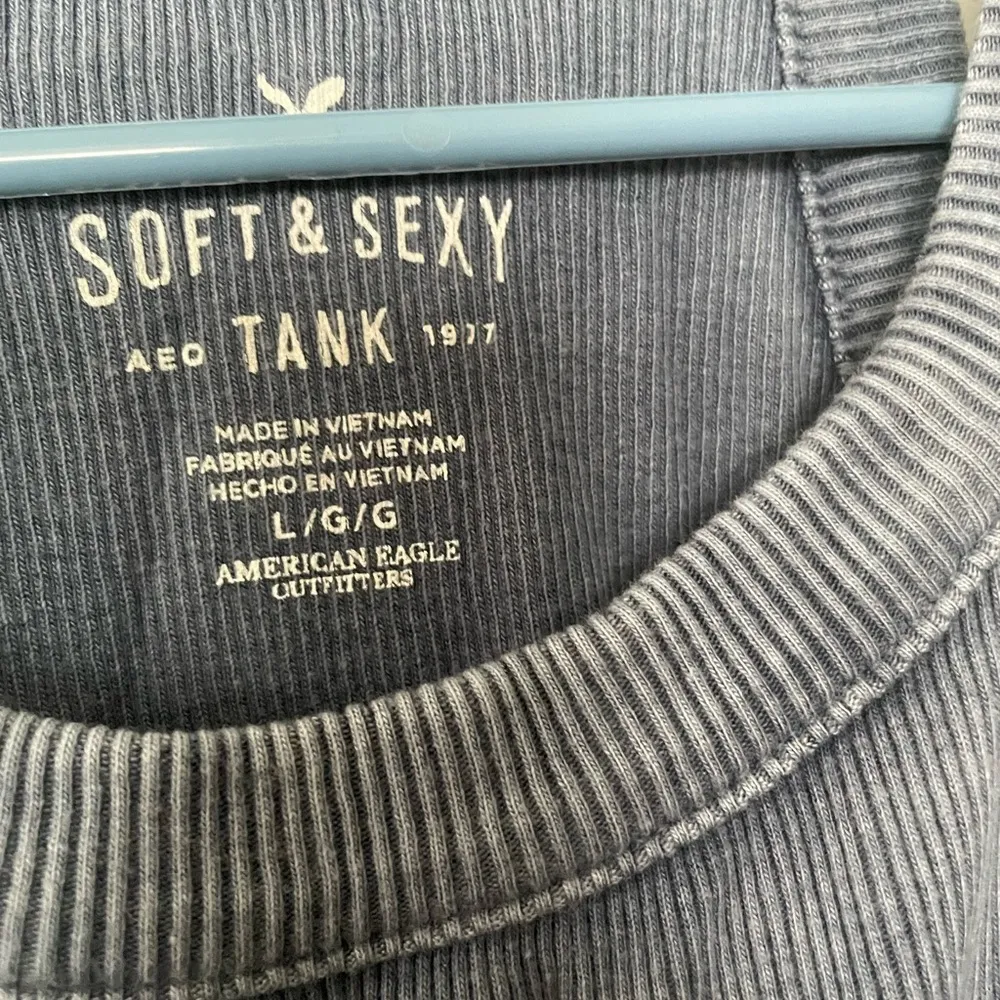 SOFT & SEXY
AEO TANK 1977
MADE IN VIETNAM
FABRIQUÉ AU VIETNAM
HECHO EN VIETNAM
L/G/G
AMERICAN EAGLE
OUTFITTERS